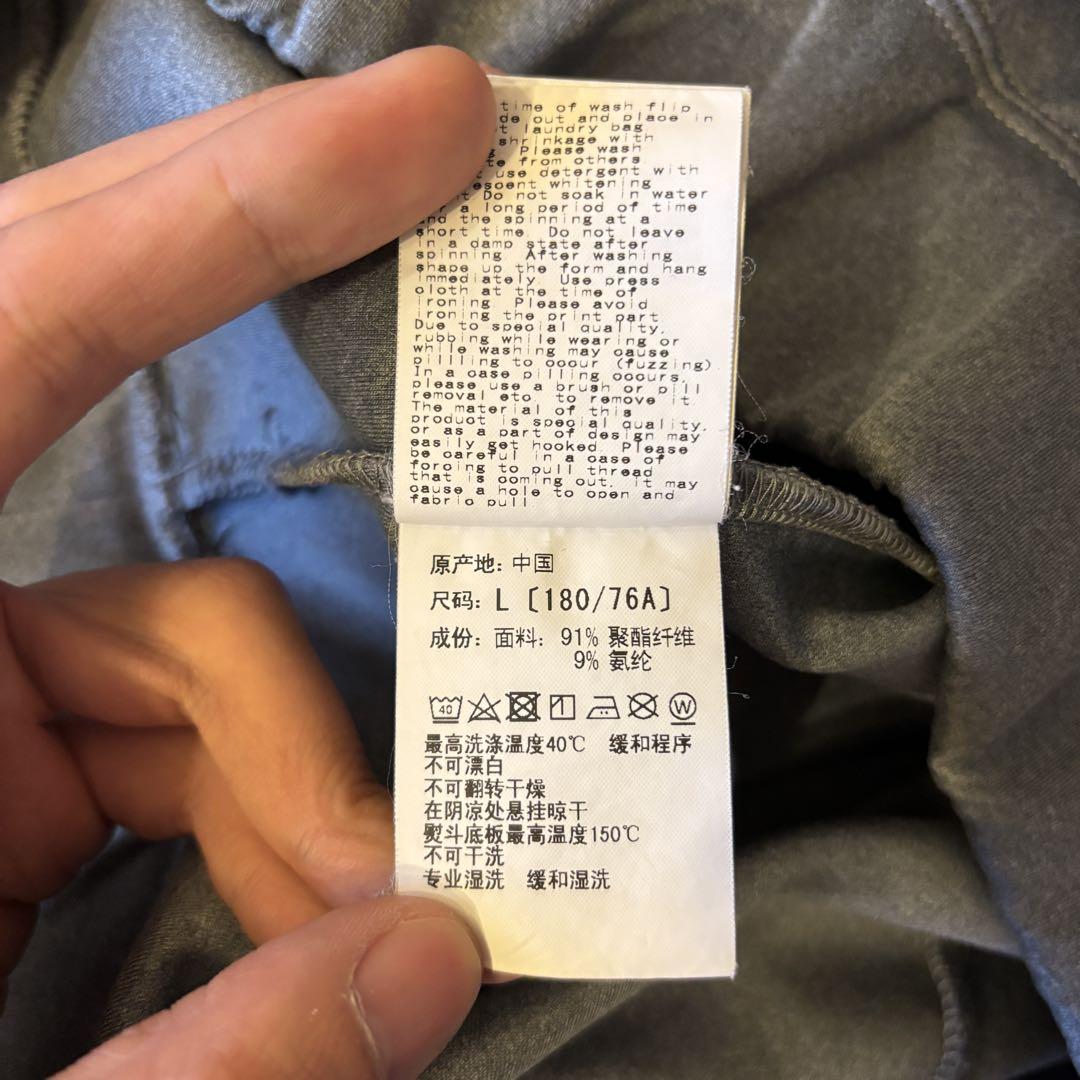 time of wash flip
out and place in
laundry bag
shrinkage with
Please wash
from others
use detergent with
whitening
Do not soak in water
a long period of time
and the spinning at a
short time. Do not leave
in a damp state after
spinning. After washing
shape up the form and hang
immediately. Use press
cloth at the time of
ironing. Please avoid
ironing the print part
Due to special quality,
rubbing while wearing or
while washing may cause
pillling to occur (fuzzing).
In a case pilling occurs,
please use a brush or pill
removal etc. to remove it.
The material of this
product is special quality,
or as a part of design may
easily get hooked. Please
be careful in a case of
forcing to pull thread
that is coming out, it may
cause a hole to open and
fabric pull.
原产地: 中国
尺码: L〔180/76A〕
成份: 面料: 91% 聚酯纤维
9% 氨纶
40 W
最高洗涤温度40℃ 缓和程序
不可漂白
不可翻转干燥
在阴凉处悬挂晾干
熨斗底板最高温度150℃
不可干洗
专业湿洗 缓和湿洗